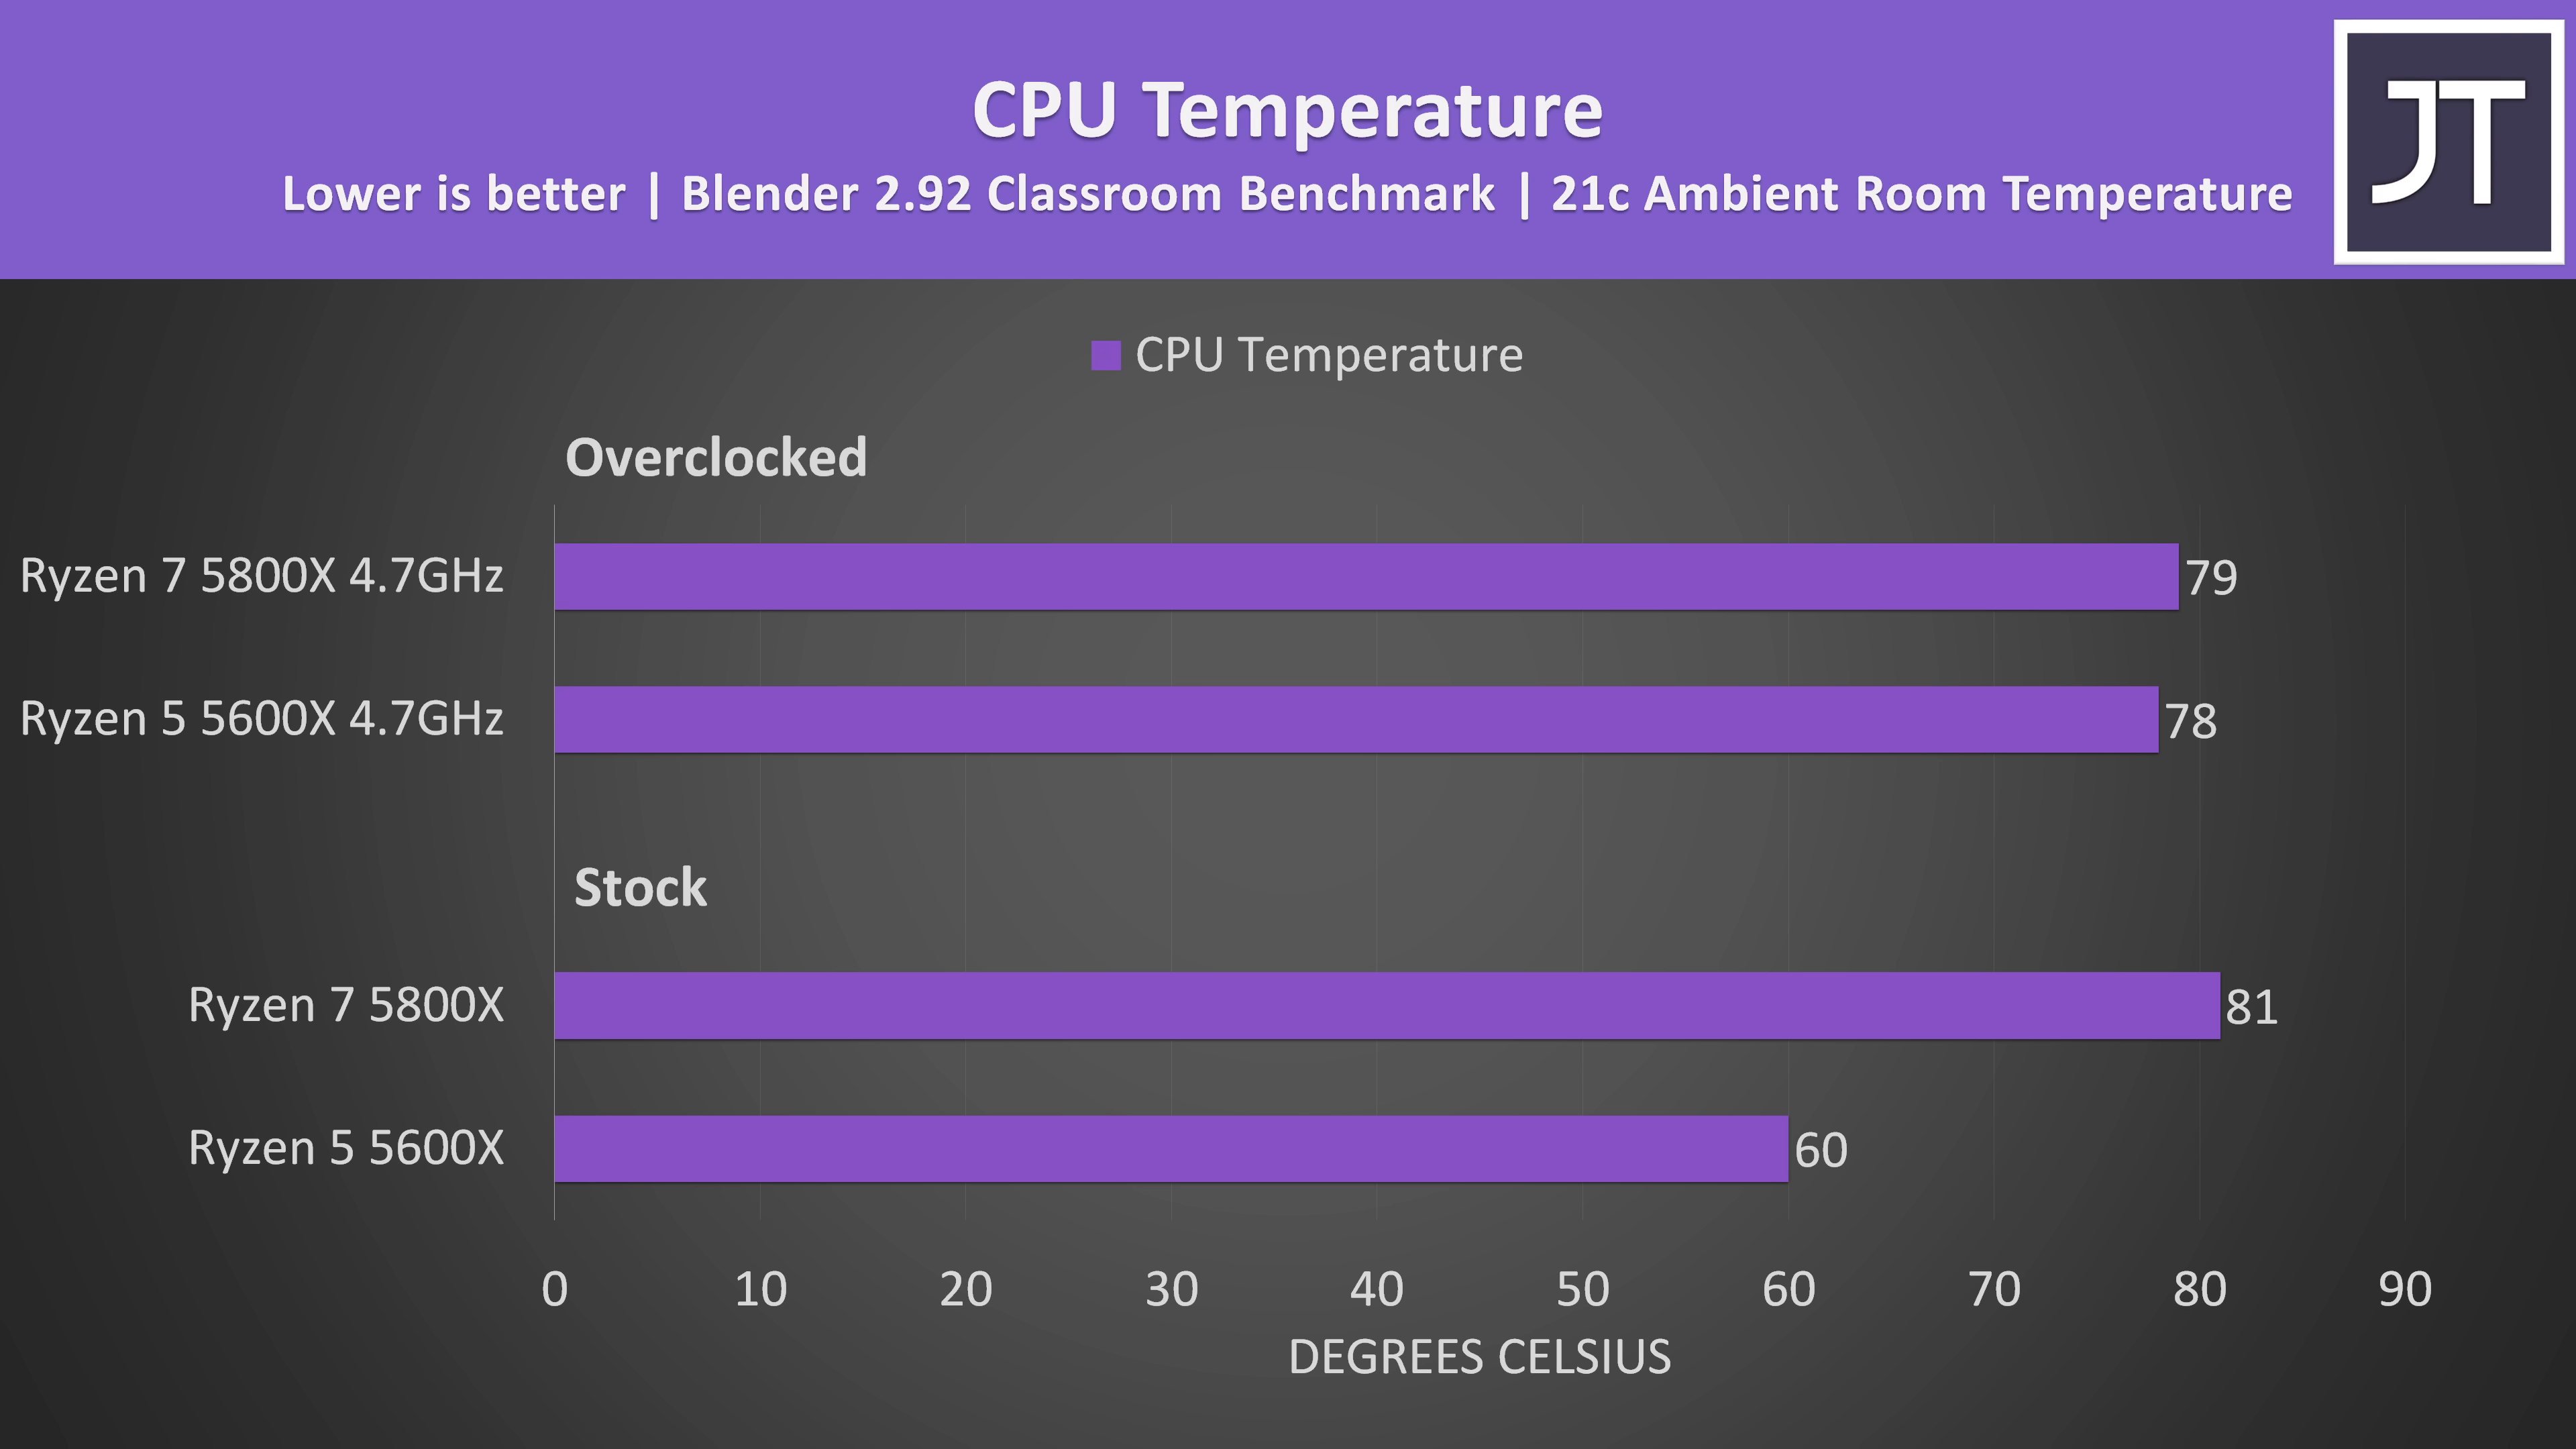 CPU Temperature
Lower is better | Blender 2.92 Classroom Benchmark | 21c Ambient Room Temperature
JT
CPU Temperature
Overclocked
Ryzen 7 5800X 4.7GHz 79
Ryzen 5 5600X 4.7GHz 78
Stock
Ryzen 7 5800X 81
Ryzen 5 5600X 60
0 10 20 30 40 50 60 70 80 90
DEGREES CELSIUS